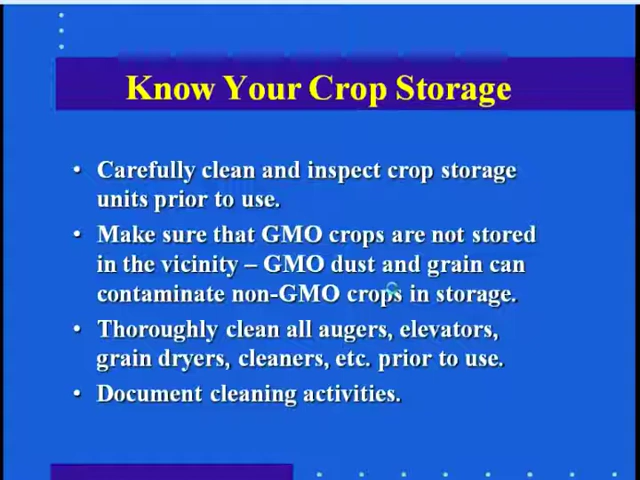 Know Your Crop Storage
• Carefully clean and inspect crop storage
units prior to use.
• Make sure that GMO crops are not stored
in the vicinity – GMO dust and grain can
contaminate non-GMO crops in storage.
• Thoroughly clean all augers, elevators,
grain dryers, cleaners, etc. prior to use.
• Document cleaning activities.